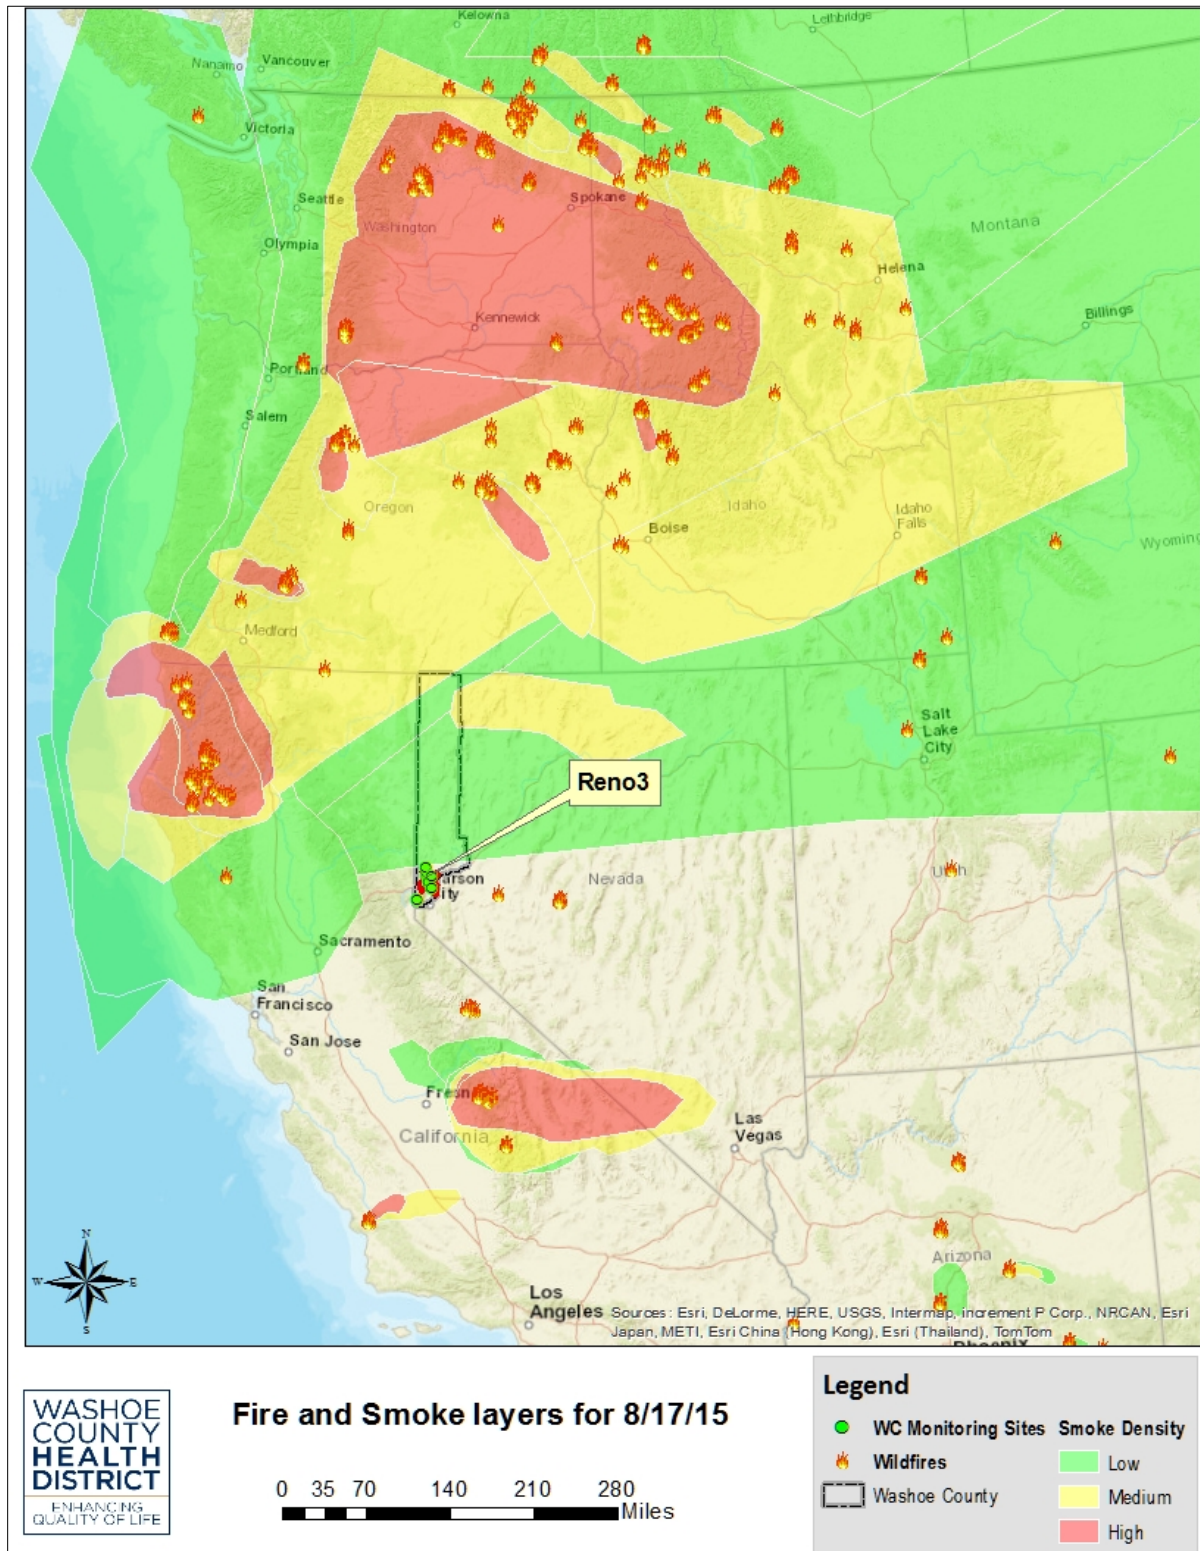 Kelowna
Lethbridge
Nanaimo
Vancouver
Victoria
Seattle
Spokane
Washington
Olympia
Montana
Helena
Kennewick
Billings
Portland
Salem
Oregon
Idaho
Idaho
Falls
Boise
Wyoming
Medford
Salt
Lake
City
Reno3
arson
ity
Nevada
Utah
Sacramento
San
Francisco
San Jose
Fresn
California
Las
Vegas
Arizona
Los
Angeles
Phoenix
Sources: Esri, DeLorme, HERE, USGS, Intermap, increment P Corp., NRCAN, Esri
Japan, METI, Esri China (Hong Kong), Esri (Thailand), TomTom
N
W
E
S
WASHOE
COUNTY
HEALTH
DISTRICT
ENHANCING
QUALITY OF LIFE
Fire and Smoke layers for 8/17/15
0 35 70 140 210 280
Miles
Legend
WC Monitoring Sites
Wildfires
Washoe County
Smoke Density
Low
Medium
High